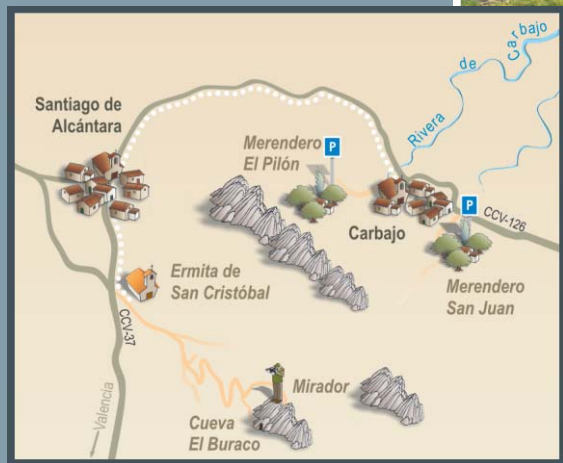 Rivera de Carbajo
Santiago de
Alcántara
Merendero
El Pilón
P
P
CCV-126
Carbajo
Merendero
San Juan
Ermita de
San Cristóbal
CCV-37
Mirador
Cueva
El Buraco
Valencia